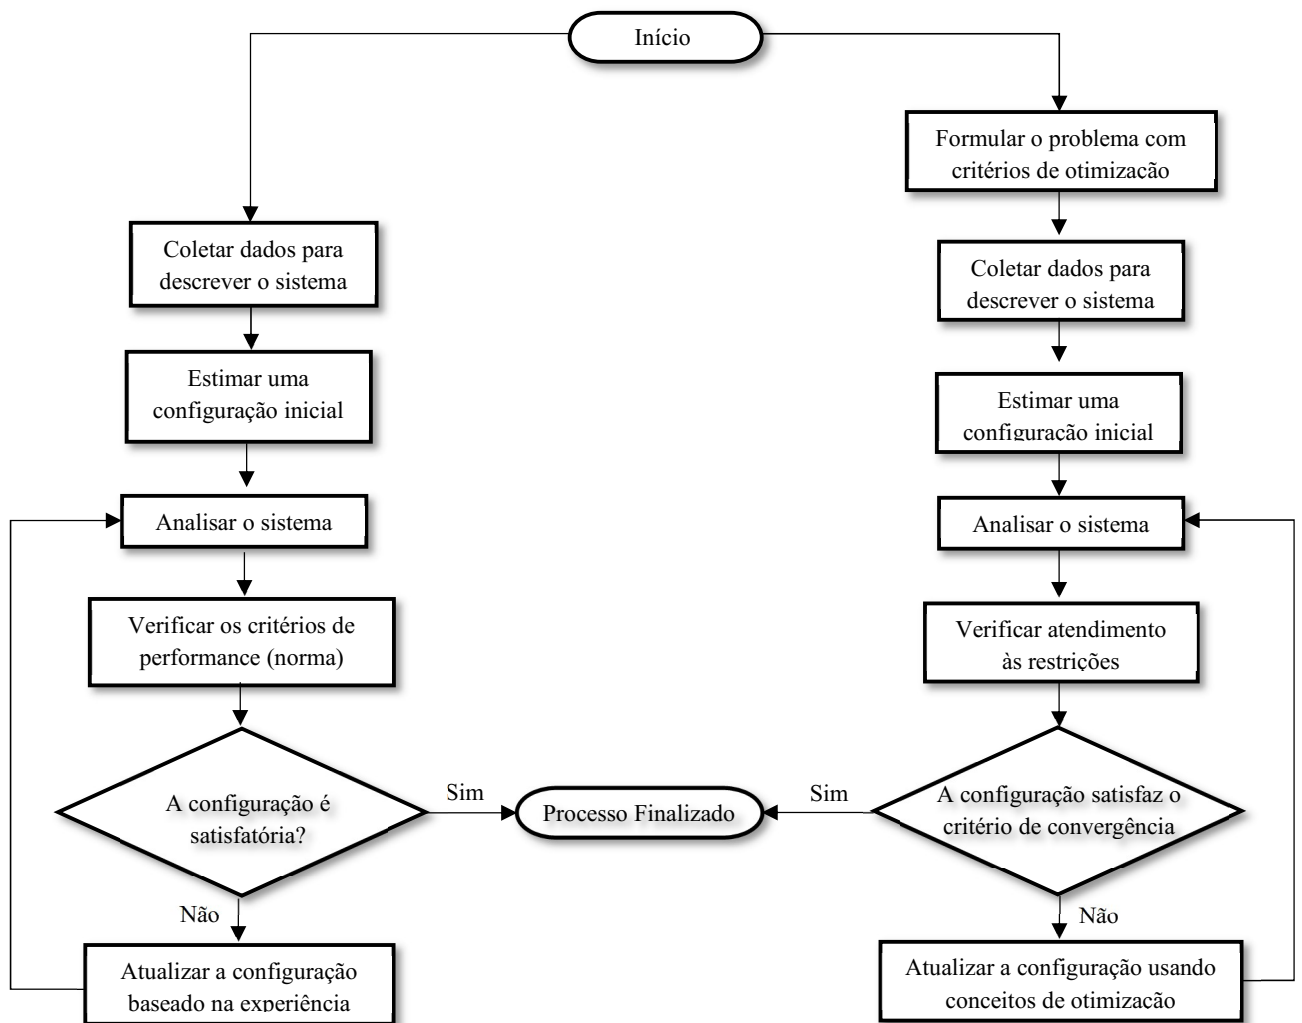 Início
Formular o problema com
critérios de otimização
Coletar dados para
descrever o sistema
Coletar dados para
descrever o sistema
Estimar uma
configuração inicial
Estimar uma
configuração inicial
Analisar o sistema
Analisar o sistema
Verificar os critérios de
performance (norma)
Verificar atendimento
às restrições
A configuração é
satisfatória?
Sim
Processo Finalizado
Sim
A configuração satisfaz o
critério de convergência
Não
Não
Atualizar a configuração
baseado na experiência
Atualizar a configuração usando
conceitos de otimização